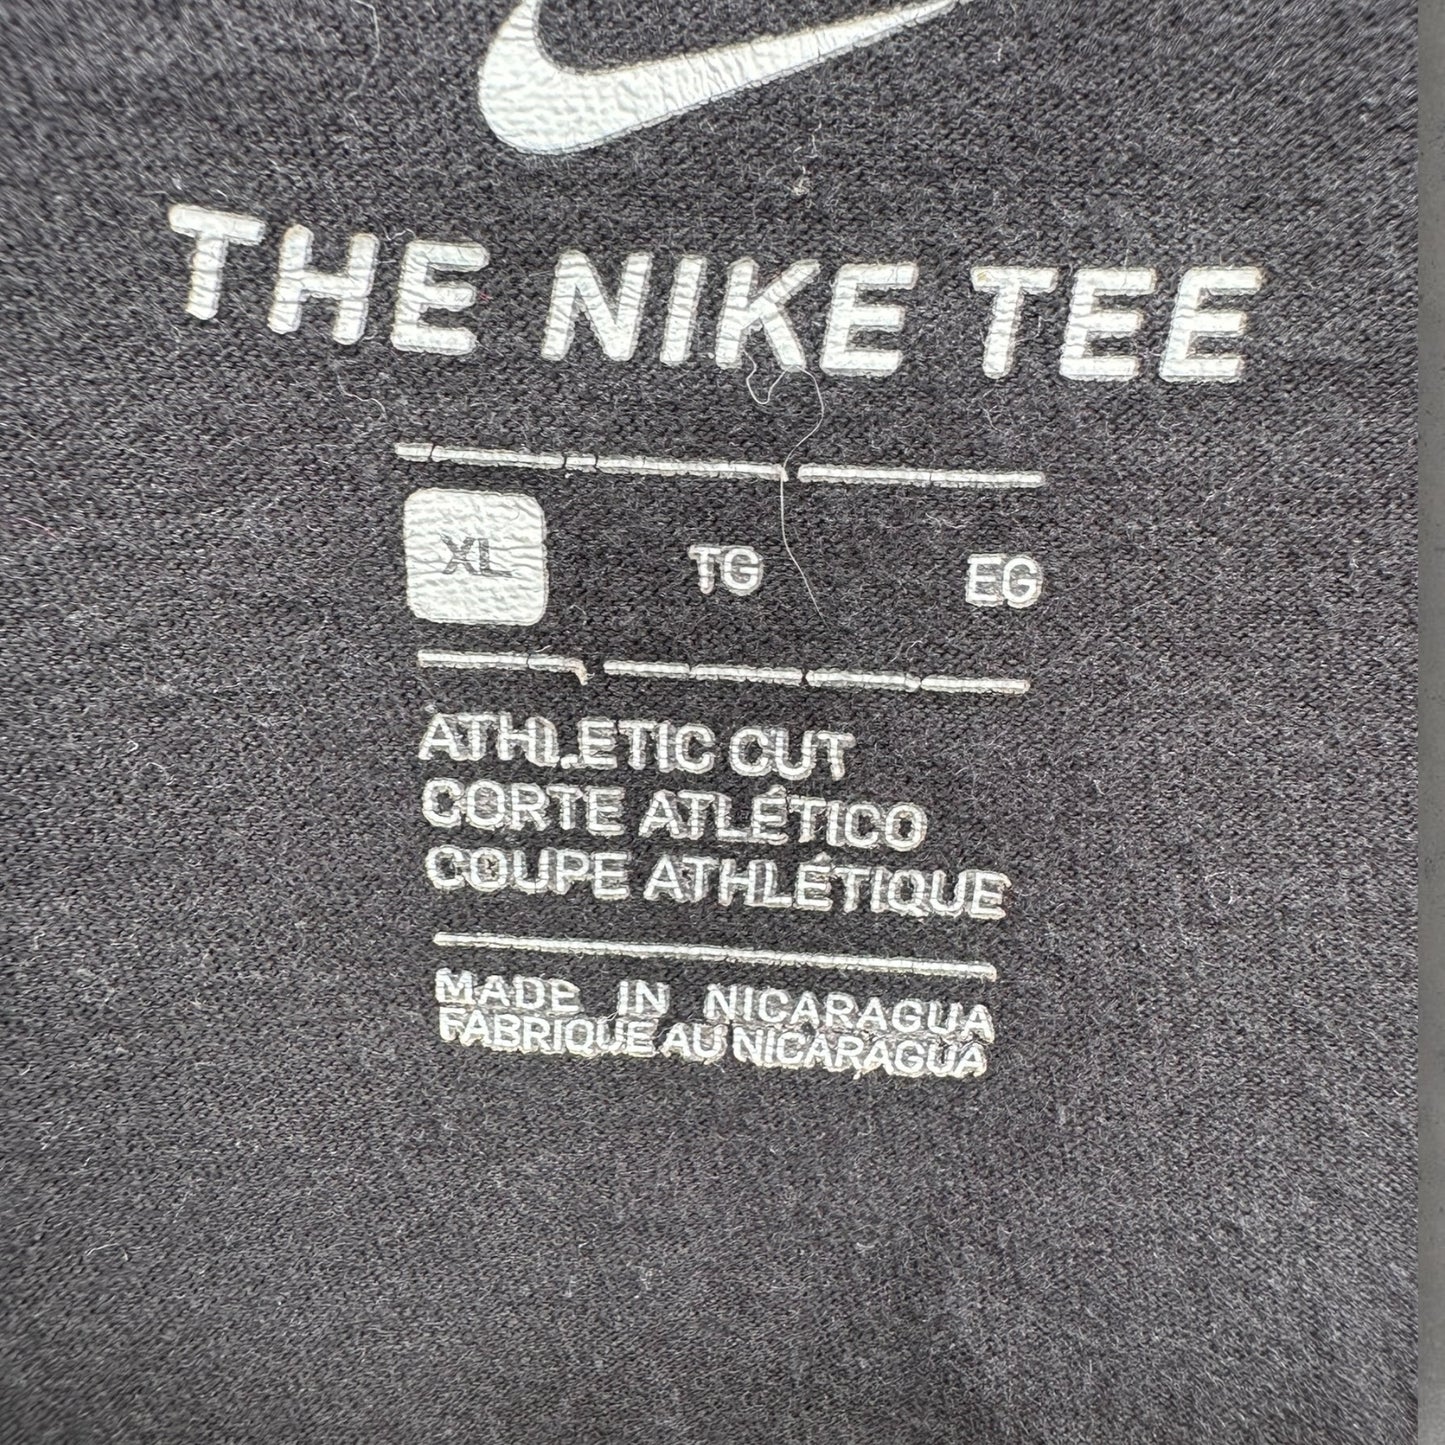 THE NIKE TEE
XL TG EG
ATHLETIC CUT
CORTE ATLÉTICO
COUPE ATHLÉTIQUE
MADE IN NICARAGUA
FABRIQUE AU NICARAGUA